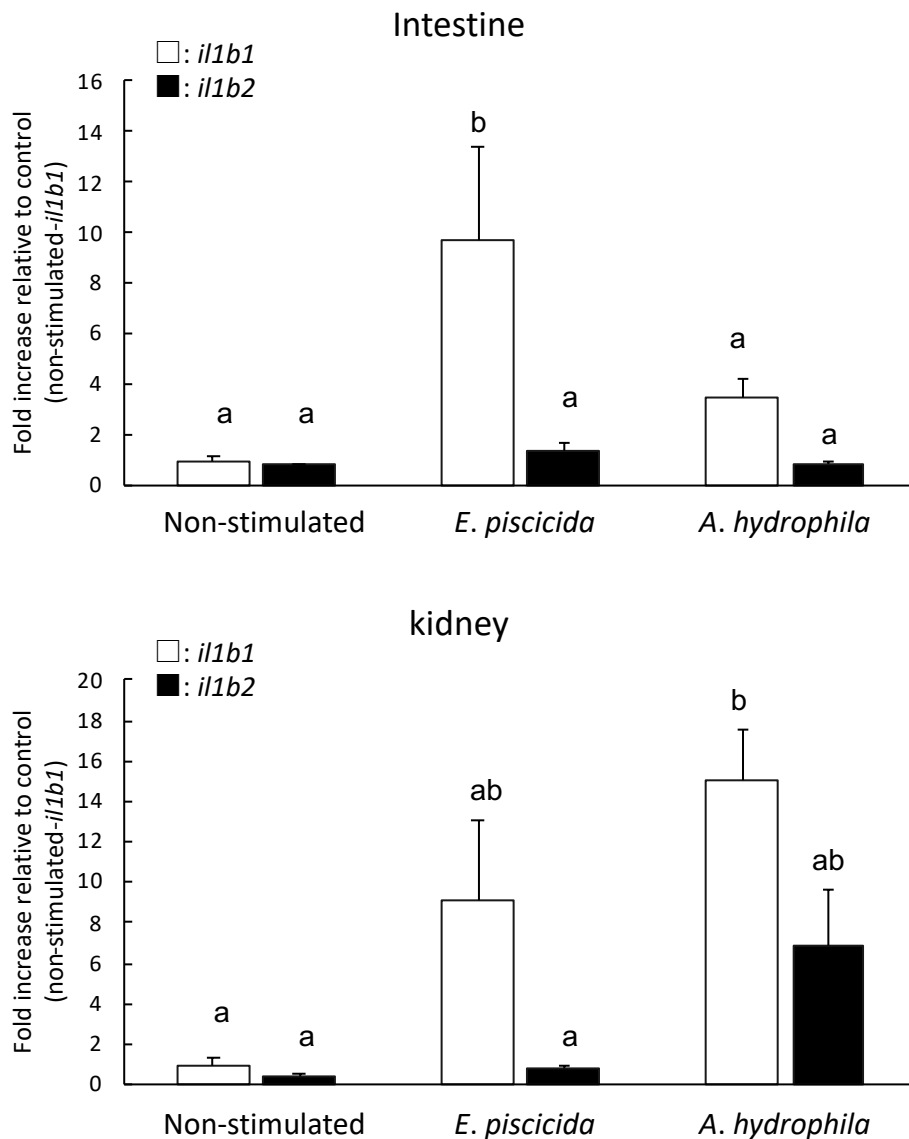 Intestine
: il1b1
: il1b2
Fold increase relative to control
(non-stimulated-il1b1)
16
14
12
10
8
6
4
2
0
a
a
b
a
a
a
Non-stimulated
E. piscicida
A. hydrophila
kidney
: il1b1
: il1b2
Fold increase relative to control
(non-stimulated-il1b1)
20
18
16
14
12
10
8
6
4
2
0
a
a
ab
a
b
ab
Non-stimulated
E. piscicida
A. hydrophila